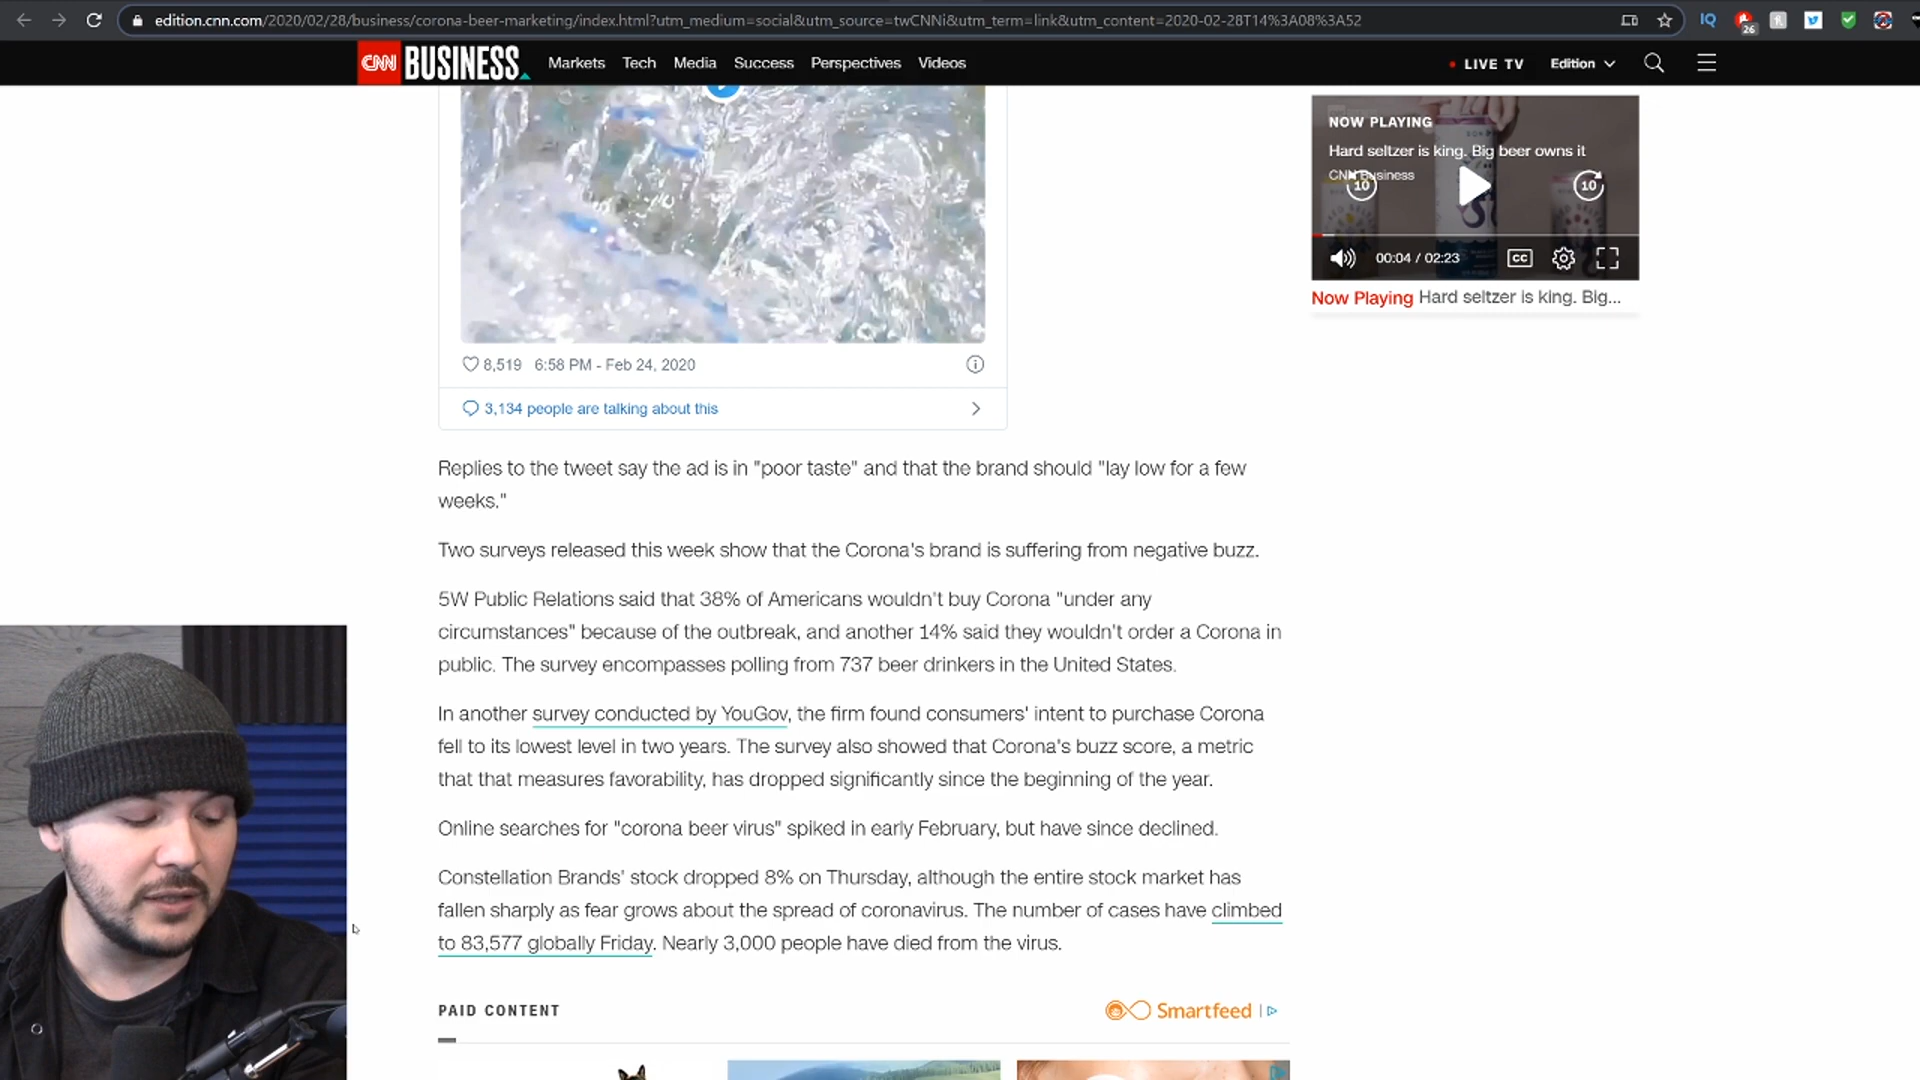 edition.cnn.com/2020/02/28/business/corona-beer-marketing/index.html?utm_medium=social&utm_source=twCNNi&utm_term=link&utm_content=2020-02-28T14%3A08%3A52
IQ
26
CNN BUSINESS
Markets
Tech
Media
Success
Perspectives
Videos
LIVE TV
Edition
NOW PLAYING
Hard seltzer is king. Big beer owns it
CNN Business
10
10
00:04 / 02:23
CC
Now Playing Hard seltzer is king. Big...
8,519 6:58 PM - Feb 24, 2020
3,134 people are talking about this
Replies to the tweet say the ad is in "poor taste" and that the brand should "lay low for a few
weeks."
Two surveys released this week show that the Corona's brand is suffering from negative buzz.
5W Public Relations said that 38% of Americans wouldn't buy Corona "under any
circumstances" because of the outbreak, and another 14% said they wouldn't order a Corona in
public. The survey encompasses polling from 737 beer drinkers in the United States.
In another survey conducted by YouGov, the firm found consumers' intent to purchase Corona
fell to its lowest level in two years. The survey also showed that Corona's buzz score, a metric
that that measures favorability, has dropped significantly since the beginning of the year.
Online searches for "corona beer virus" spiked in early February, but have since declined.
Constellation Brands' stock dropped 8% on Thursday, although the entire stock market has
fallen sharply as fear grows about the spread of coronavirus. The number of cases have climbed
to 83,577 globally Friday. Nearly 3,000 people have died from the virus.
PAID CONTENT
Smartfeed